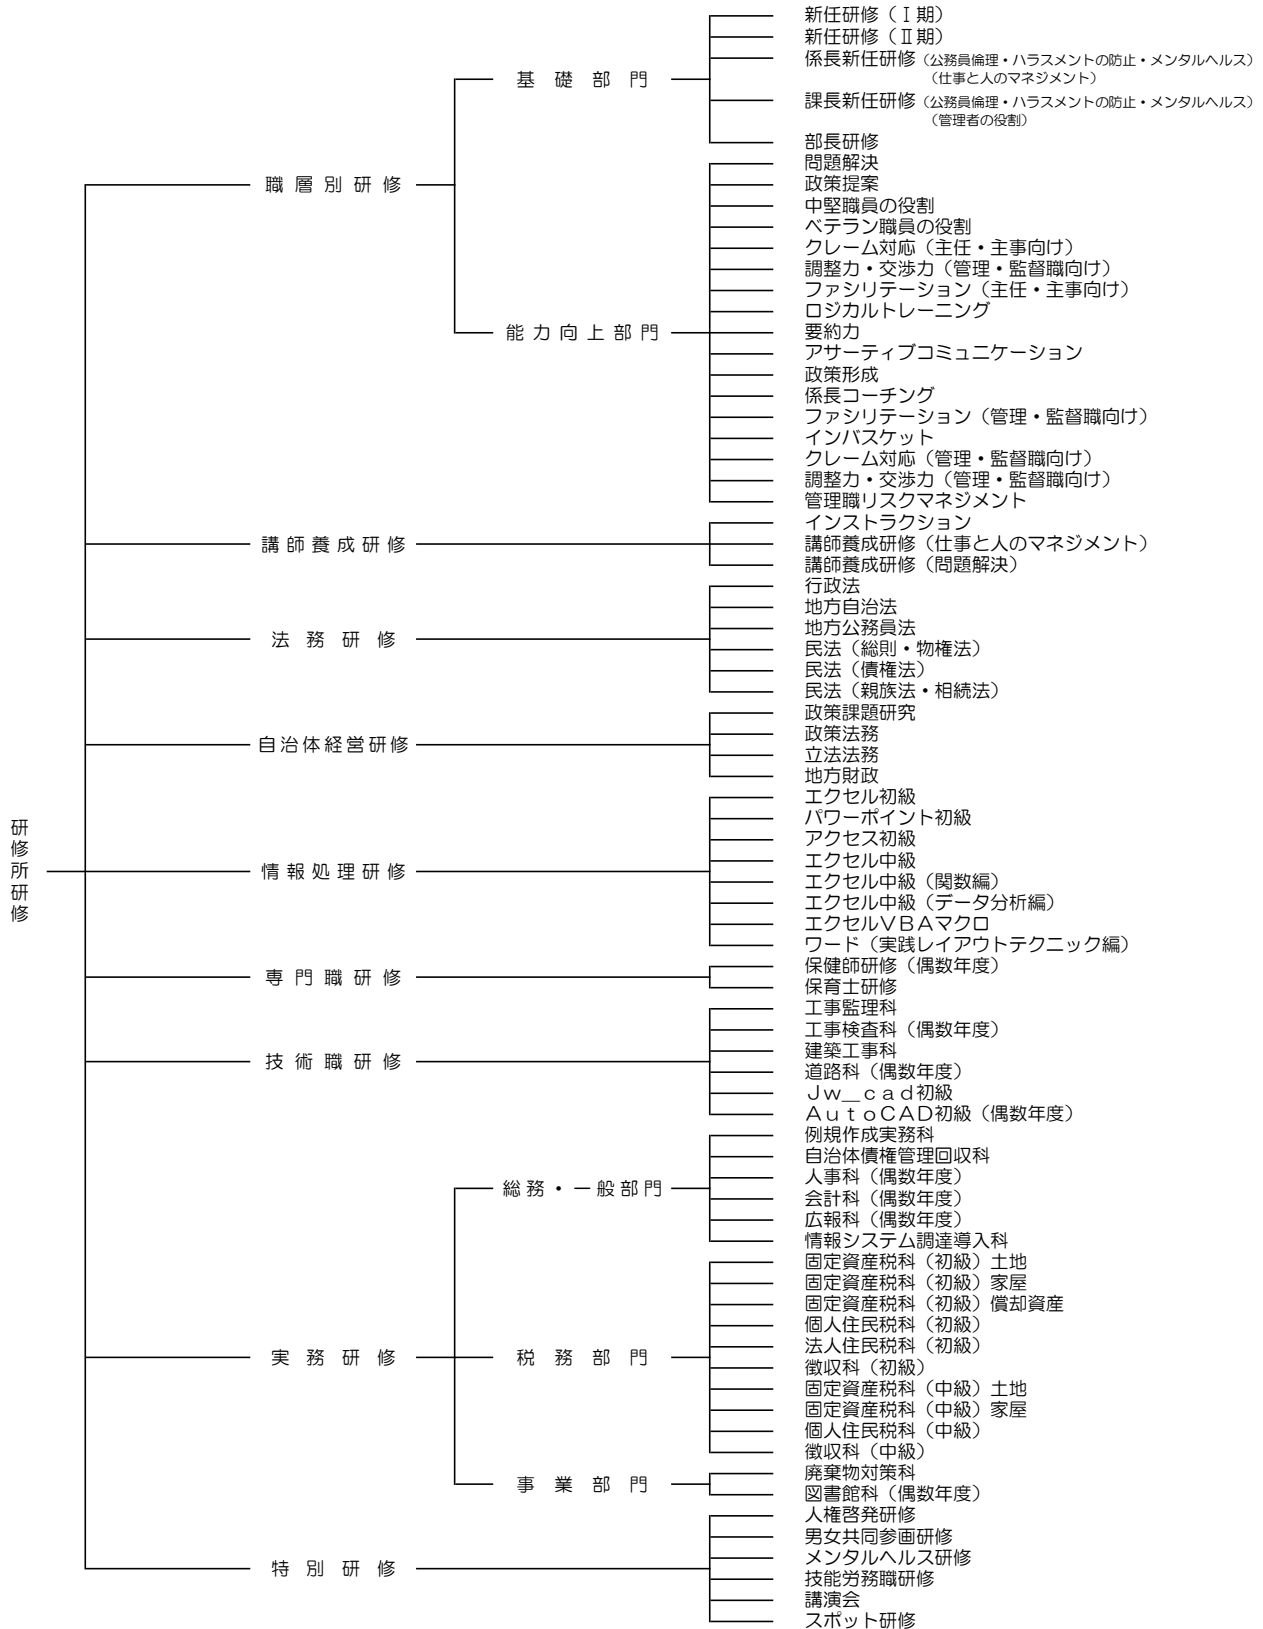 研修所研修
職層別研修
基礎部門
新任研修（Ⅰ期）
新任研修（Ⅱ期）
係長新任研修（公務員倫理・ハラスメントの防止・メンタルヘルス）
（仕事と人のマネジメント）
課長新任研修（公務員倫理・ハラスメントの防止・メンタルヘルス）
（管理者の役割）
部長研修
能力向上部門
問題解決
政策提案
中堅職員の役割
ベテラン職員の役割
クレーム対応（主任・主事向け）
調整力・交渉力（管理・監督職向け）
ファシリテーション（主任・主事向け）
ロジカルトレーニング
要約力
アサーティブコミュニケーション
政策形成
係長コーチング
ファシリテーション（管理・監督職向け）
インバスケット
クレーム対応（管理・監督職向け）
調整力・交渉力（管理・監督職向け）
管理職リスクマネジメント
講師養成研修
インストラクション
講師養成研修（仕事と人のマネジメント）
講師養成研修（問題解決）
法務研修
行政法
地方自治法
地方公務員法
民法（総則・物権法）
民法（債権法）
民法（親族法・相続法）
自治体経営研修
政策課題研究
政策法務
立法法務
地方財政
情報処理研修
エクセル初級
パワーポイント初級
アクセス初級
エクセル中級
エクセル中級（関数編）
エクセル中級（データ分析編）
エクセルＶＢＡマクロ
ワード（実践レイアウトテクニック編）
専門職研修
保健師研修（偶数年度）
保育士研修
技術職研修
工事監理科
工事検査科（偶数年度）
建築工事科
道路科（偶数年度）
Ｊｗ＿ｃａｄ初級
ＡｕｔｏＣＡＤ初級（偶数年度）
実務研修
総務・一般部門
例規作成実務科
自治体債権管理回収科
人事科（偶数年度）
会計科（偶数年度）
広報科（偶数年度）
情報システム調達導入科
税務部門
固定資産税科（初級）土地
固定資産税科（初級）家屋
固定資産税科（初級）償却資産
個人住民税科（初級）
法人住民税科（初級）
徴収科（初級）
固定資産税科（中級）土地
固定資産税科（中級）家屋
個人住民税科（中級）
徴収科（中級）
事業部門
廃棄物対策科
図書館科（偶数年度）
特別研修
人権啓発研修
男女共同参画研修
メンタルヘルス研修
技能労務職研修
講演会
スポット研修